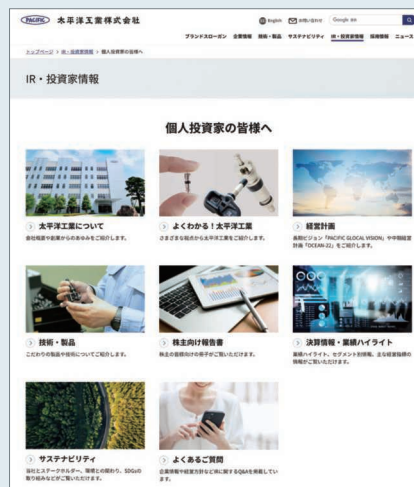 PACIFIC 太平洋工業株式会社
English お問い合わせ Google 検索
ブランドスローガン 企業情報 技術・製品 サステナビリティ IR・投資家情報 採用情報 ニュース
トップページ > IR・投資家情報 > 個人投資家の皆様へ
IR・投資家情報
個人投資家の皆様へ
太平洋工業について
会社概要や創業からのあゆみをご紹介します。
よくわかる！太平洋工業
さまざまな視点から太平洋工業をご紹介します。
経営計画
長期ビジョン「PACIFIC GLOCAL VISION」や中期経営
計画「OCEAN-22」をご紹介します。
技術・製品
こだわりの製品や技術についてご紹介します。
株主向け報告書
株主の皆様向けの冊子がご覧いただけます。
決算情報・業績ハイライト
業績ハイライト、セグメント別情報、主な経営指標の
情報がご覧いただけます。
サステナビリティ
当社とステークホルダー、環境との関わり、SDGsの
取り組みなどがご覧いただけます。
よくあるご質問
企業情報や経営方針など株に関するQ&Aを掲載してい
ます。